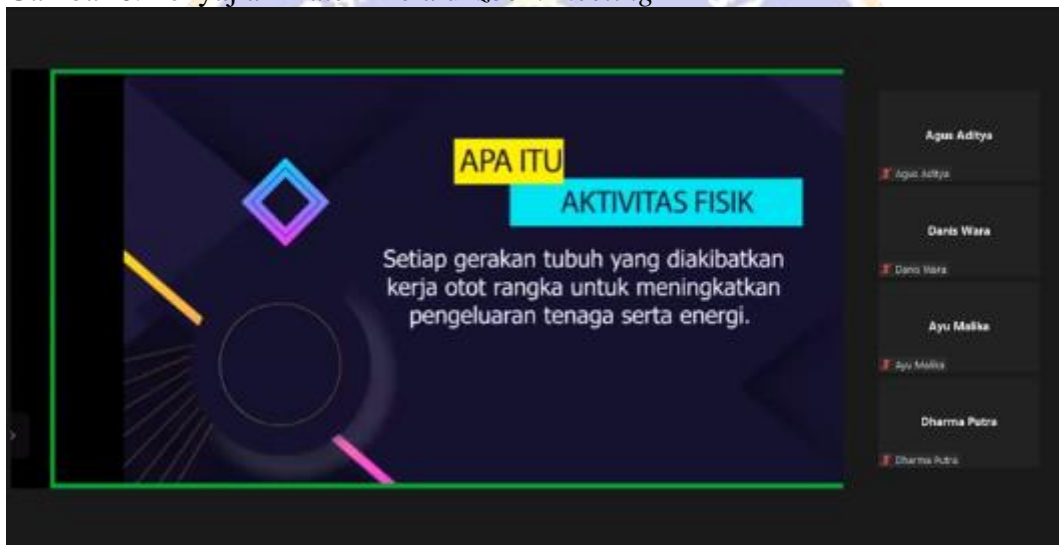 APA ITU
AKTIVITAS FISIK
Setiap gerakan tubuh yang diakibatkan
kerja otot rangka untuk meningkatkan
pengeluaran tenaga serta energi.
Agus Aditya
Agus Aditya
Danis Wara
Danis Wara
Ayu Malika
Ayu Malika
Dharma Putra
Dharma Putra